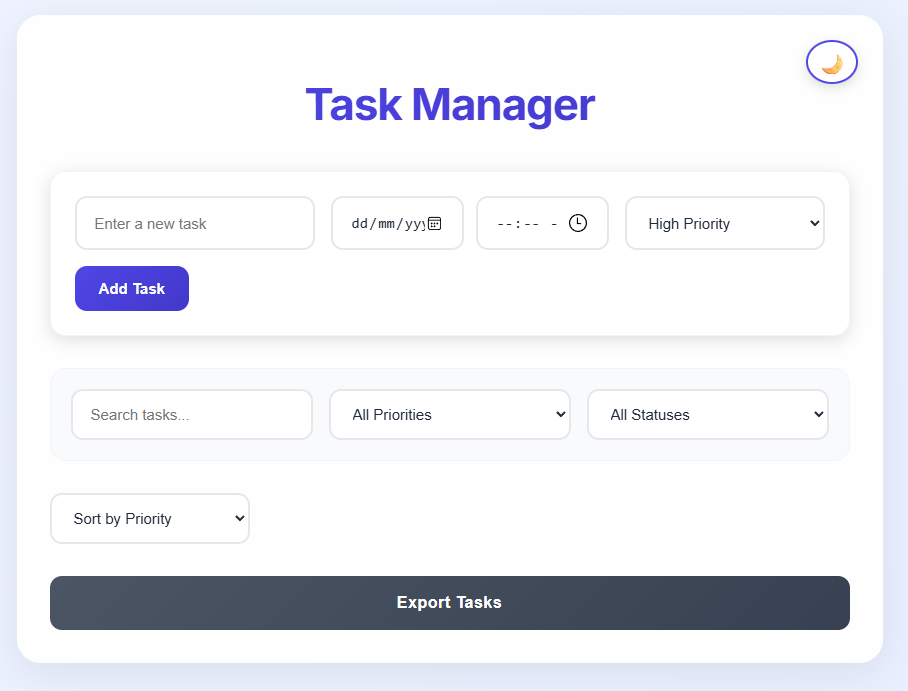 Task Manager
Enter a new task
dd/mm/yyy
--:-- -
High Priority
Add Task
Search tasks...
All Priorities
All Statuses
Sort by Priority
Export Tasks